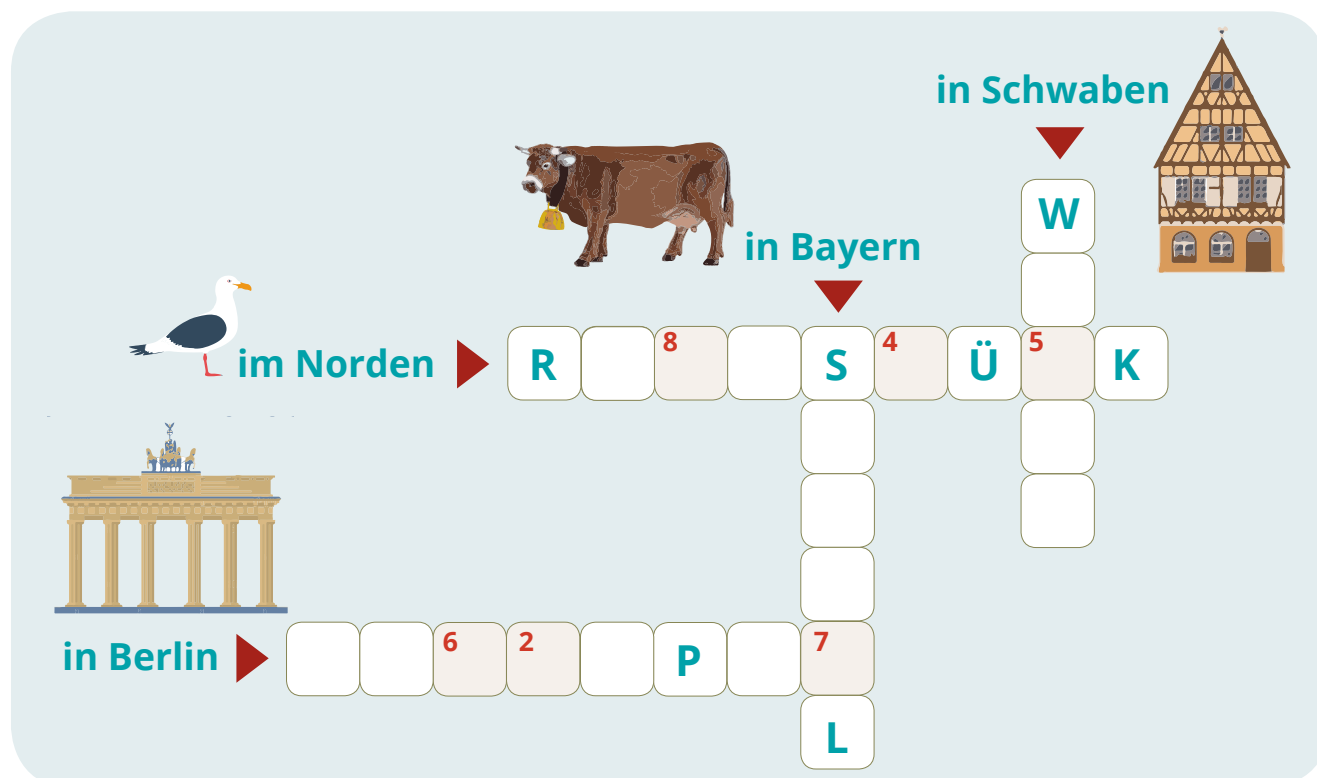 in Schwaben
W
in Bayern
im Norden
R 8 S 4 Ü 5 K
in Berlin
6 2 P 7
L